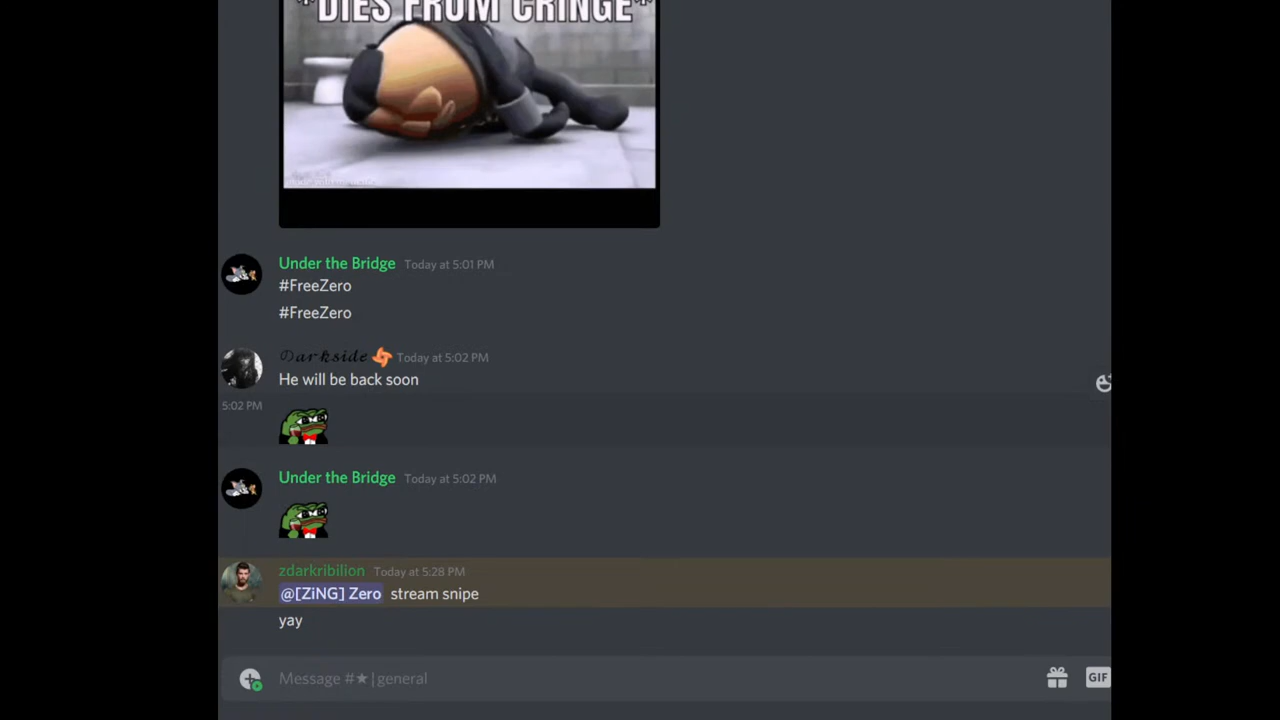 *DIES FROM CRINGE*
Under the Bridge Today at 5:01 PM
#FreeZero
#FreeZero
Darkside Today at 5:02 PM
He will be back soon
5:02 PM
Under the Bridge Today at 5:02 PM
zdarkribilion Today at 5:28 PM
@[ZiNG] Zero stream snipe
yay
Message #★|general
GIF